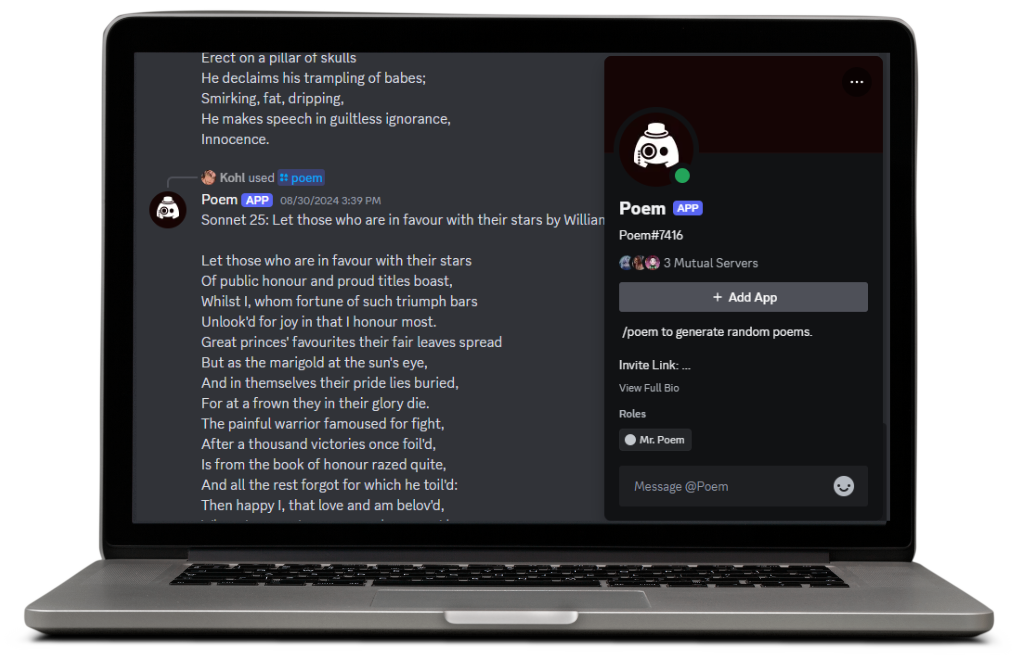 Erect on a pillar of skulls
He declaims his trampling of babes;
Smirking, fat, dripping,
He makes speech in guiltless ignorance,
Innocence.
Kohl used poem
Poem APP 08/30/2024 3:39 PM
Sonnet 25: Let those who are in favour with their stars by William
Let those who are in favour with their stars
Of public honour and proud titles boast,
Whilst I, whom fortune of such triumph bars
Unlook'd for joy in that I honour most.
Great princes' favourites their fair leaves spread
But as the marigold at the sun's eye,
And in themselves their pride lies buried,
For at a frown they in their glory die.
The painful warrior famoused for fight,
After a thousand victories once foil'd,
Is from the book of honour razed quite,
And all the rest forgot for which he toil'd:
Then happy I, that love and am belov'd,
Poem APP
Poem#7416
3 Mutual Servers
+ Add App
/poem to generate random poems.
Invite Link: ...
View Full Bio
Roles
Mr. Poem
Message @Poem